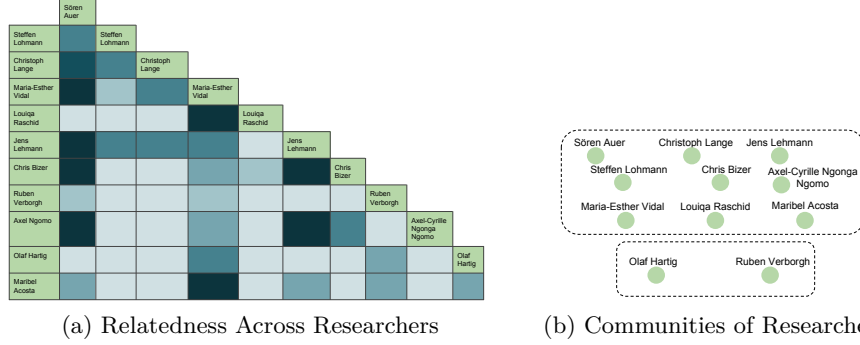 Sören
Auer
Steffen
Lohmann
Steffen
Lohmann
Christoph
Lange
Christoph
Lange
Maria-Esther
Vidal
Maria-Esther
Vidal
Louiqa
Raschid
Louiqa
Raschid
Jens
Lehmann
Jens
Lehmann
Chris Bizer
Chris
Bizer
Ruben
Verborgh
Ruben
Verborgh
Axel Ngomo
Axel-Cyrille
Ngonga
Ngomo
Olaf Hartig
Olaf
Hartig
Maribel
Acosta
(a) Relatedness Across Researchers
Sören Auer Christoph Lange Jens Lehmann
Steffen Lohmann Chris Bizer Axel-Cyrille Ngonga
Ngomo
Maria-Esther Vidal Louiqa Raschid Maribel Acosta
Olaf Hartig Ruben Verborgh
(b) Communities of Researche